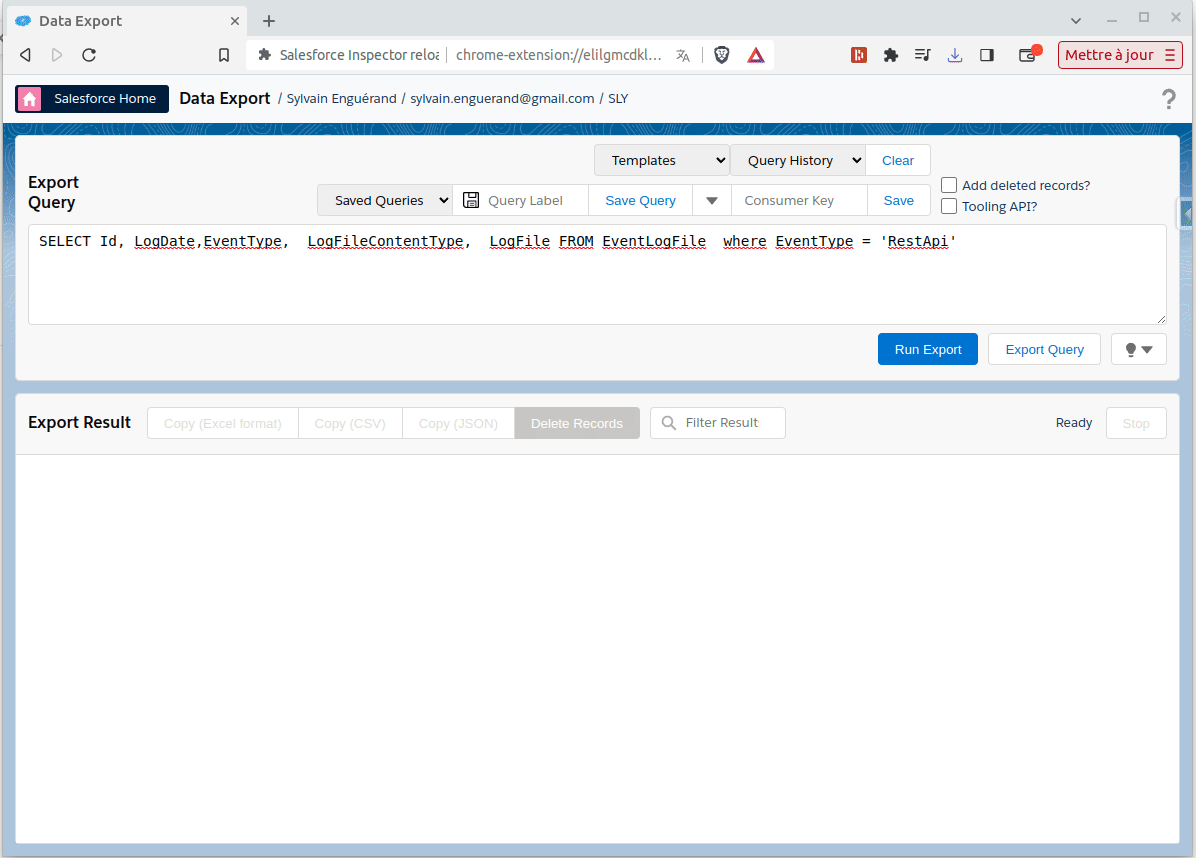 Data Export
Salesforce Inspector reloa chrome-extension://elilgmcdkl... Mettre à jour
Salesforce Home Data Export / Sylvain Enguérand / sylvain.enguerand@gmail.com / SLY ?
Templates Query History Clear
Export
Query
Saved Queries Query Label Save Query Consumer Key Save
Add deleted records?
Tooling API?
SELECT Id, LogDate,EventType,  LogFileContentType,  LogFile FROM EventLogFile  where EventType = 'RestApi'
Run Export Export Query
Export Result Copy (Excel format) Copy (CSV) Copy (JSON) Delete Records Filter Result Ready Stop